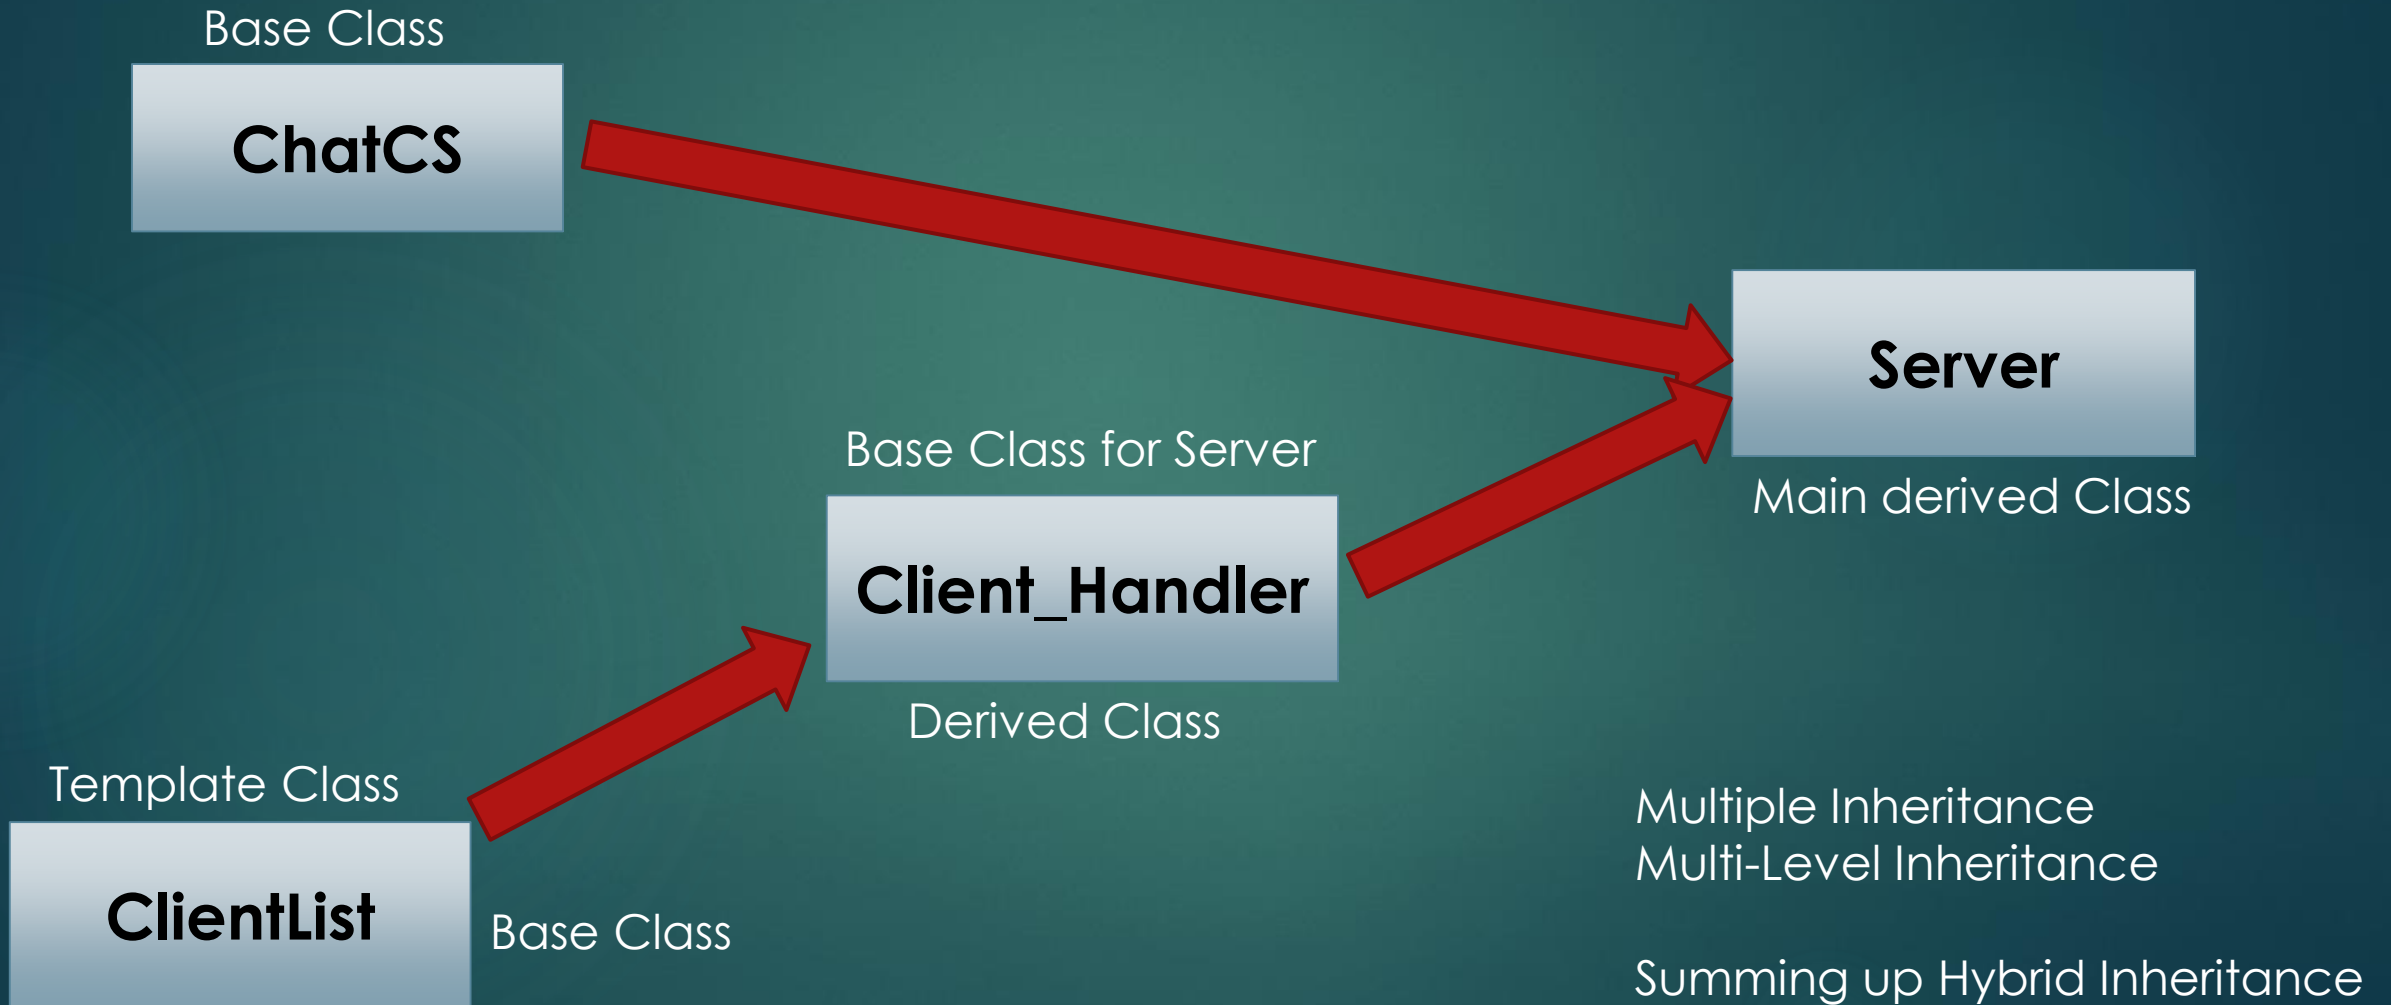 Base Class
ChatCS
Server
Main derived Class
Base Class for Server
Client_Handler
Derived Class
Template Class
ClientList
Base Class
Multiple Inheritance
Multi-Level Inheritance
Summing up Hybrid Inheritance